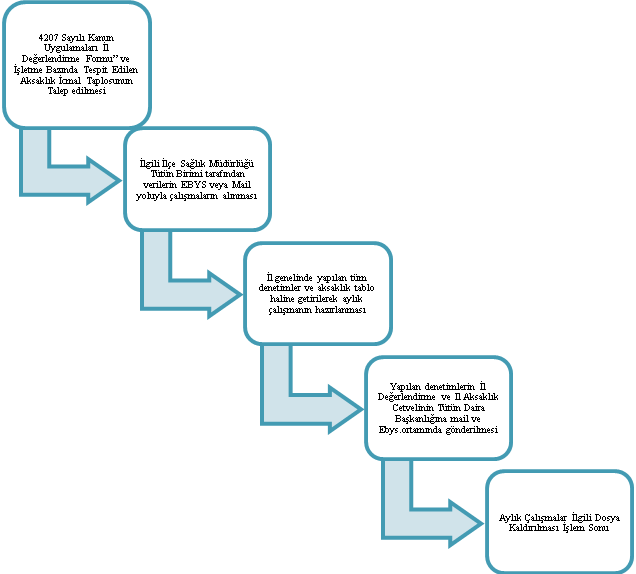 4207 Sayılı Kanun
Uygulamaları İl
Değerlendirme Formu” ve
İşletme Bazında Tespit Edilen
Aksaklık İcmal Taplosunun
Talep edilmesi
İlgili İlçe Sağlık Müdürlüğü
Tütün Birimi tarafından
verilerin EBYS veya Mail
yoluyla çalışmaların alınması
İl genelinde yapılan tüm
denetimler ve aksaklık tablo
haline getirilerek aylık
çalışmanın hazırlanması
Yapılan denetimlerin İl
Değerlendirme ve Il Aksaklık
Cetvelinin Tütün Daira
Başkanlığına mail ve
Ebys.ortamında gönderilmesi
Aylık Çalışmalar İlgili Dosya
Kaldırılması İşlem Sonu